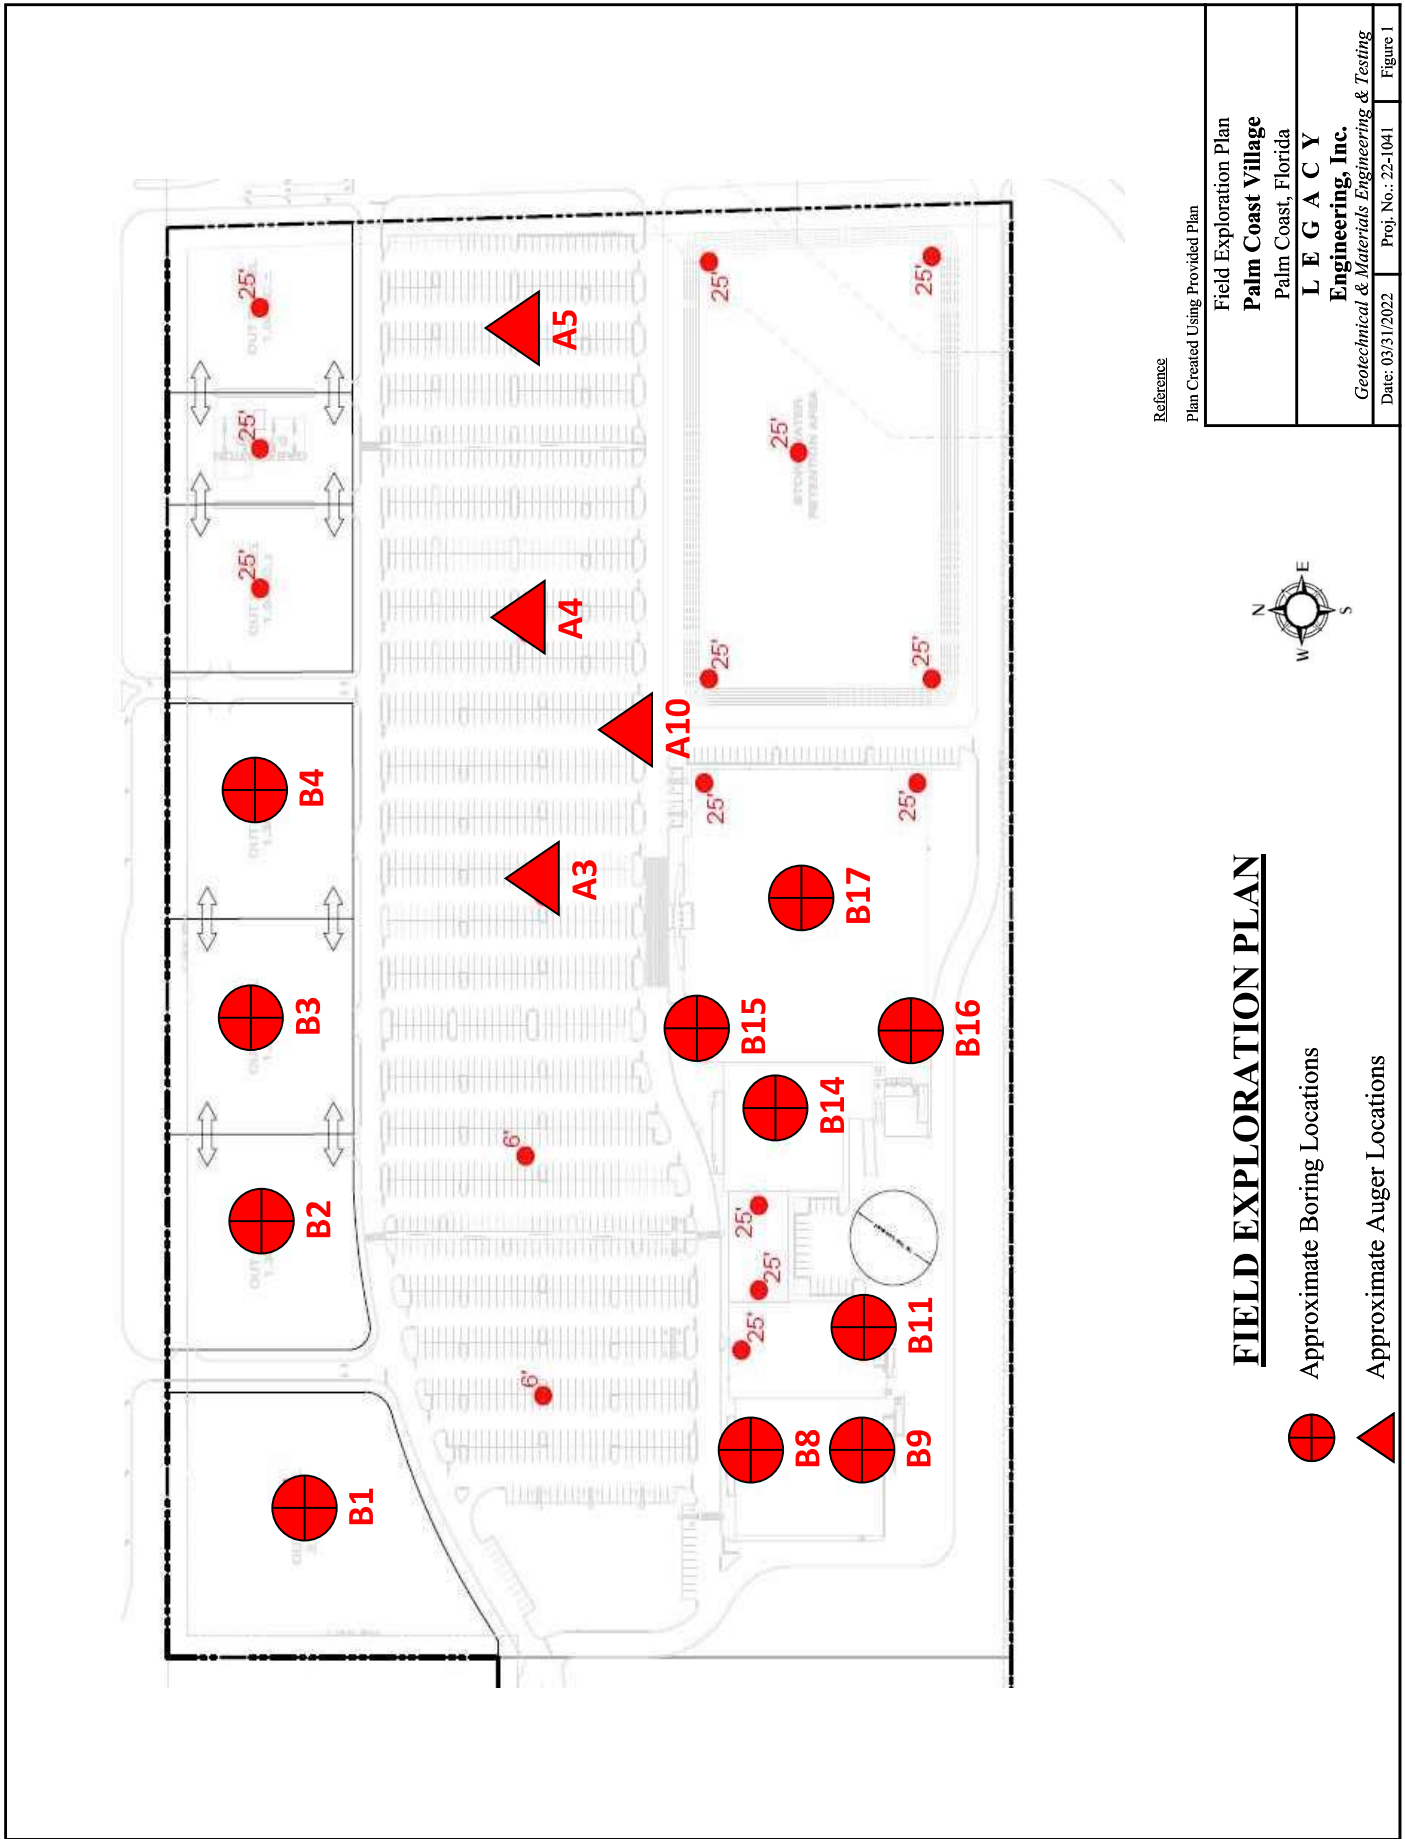 25'
25'
25'
B4
B3
B2
B1
A5
A4
A10
A3
6'
6'
25'
25'
25'
25'
25'
25'
25'
B17
B15
B16
B14
25'
25'
25'
B11
B8
B9
STORMWATER
RETENTION AREA
Reference
Plan Created Using Provided Plan
Field Exploration Plan
Palm Coast Village
Palm Coast, Florida
L E G A C Y
Engineering, Inc.
Geotechnical & Materials Engineering & Testing
Date: 03/31/2022
Proj. No.: 22-1041
Figure 1
N
W
E
S
FIELD EXPLORATION PLAN
Approximate Boring Locations
Approximate Auger Locations